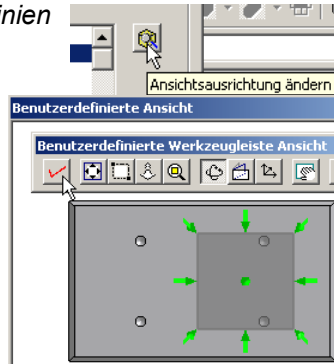 inien
Ansichtsausrichtung ändern
Benutzerdefinierte Ansicht
Benutzerdefinierte Werkzeugleiste Ansicht